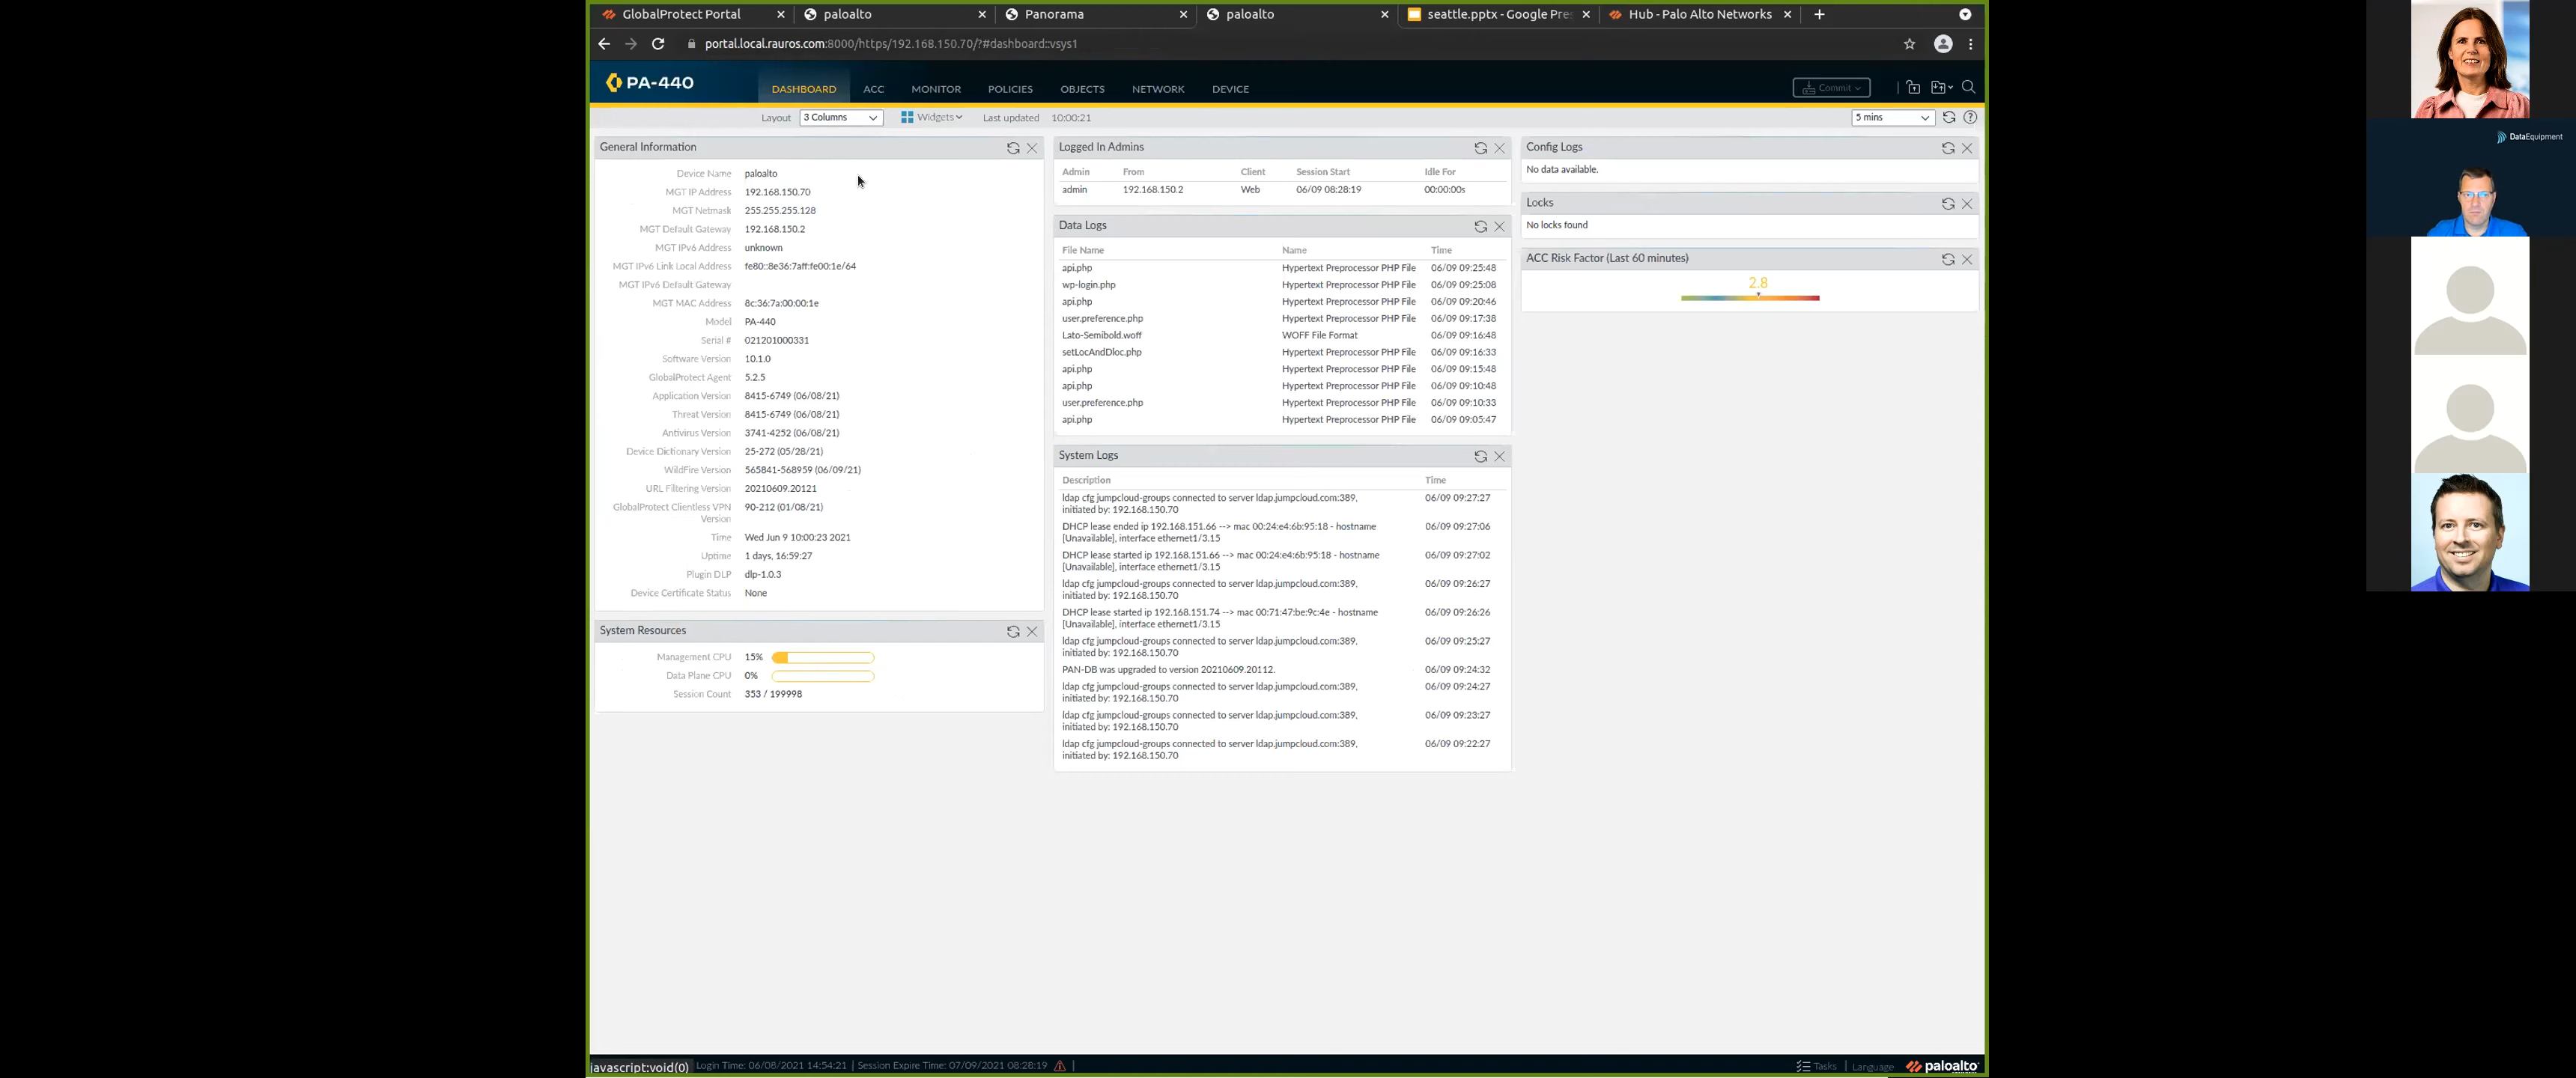 GlobalProtect Portal
paloalto
Panorama
paloalto
seattle.pptx - Google Pre
Hub - Palo Alto Networks
portal.local.rauros.com:8000/https/192.168.150.70/?#dashboard::vsys1
PA-440
DASHBOARD
ACC
MONITOR
POLICIES
OBJECTS
NETWORK
DEVICE
Commit
Layout
3 Columns
Widgets
Last updated
10:00:21
5 mins
General Information
Device Name paloalto
MGT IP Address 192.168.150.70
MGT Netmask 255.255.255.128
MGT Default Gateway 192.168.150.2
MGT IPv6 Address unknown
MGT IPv6 Link Local Address fe80::8e36:7aff:fe00:1e/64
MGT IPv6 Default Gateway
MGT MAC Address 8c:36:7a:00:00:1e
Model PA-440
Serial # 021201000331
Software Version 10.1.0
GlobalProtect Agent 5.2.5
Application Version 8415-6749 (06/08/21)
Threat Version 8415-6749 (06/08/21)
Antivirus Version 3741-4252 (06/08/21)
Device Dictionary Version 25-272 (05/28/21)
WildFire Version 565841-568959 (06/09/21)
URL Filtering Version 20210609.20121
GlobalProtect Clientless VPN 90-212 (01/08/21)
Version
Time Wed Jun 9 10:00:23 2021
Uptime 1 days, 16:59:27
Plugin DLP dlp-1.0.3
Device Certificate Status None
System Resources
Management CPU 15%
Data Plane CPU 0%
Session Count 353 / 199998
Logged In Admins
Admin From Client Session Start Idle For
admin 192.168.150.2 Web 06/09 08:28:19 00:00:00s
Data Logs
File Name Name Time
api.php Hypertext Preprocessor PHP File 06/09 09:25:48
wp-login.php Hypertext Preprocessor PHP File 06/09 09:25:08
api.php Hypertext Preprocessor PHP File 06/09 09:20:46
user.preference.php Hypertext Preprocessor PHP File 06/09 09:17:38
Lato-Semibold.woff WOFF File Format 06/09 09:16:48
setLocAndDloc.php Hypertext Preprocessor PHP File 06/09 09:16:33
api.php Hypertext Preprocessor PHP File 06/09 09:15:48
api.php Hypertext Preprocessor PHP File 06/09 09:10:48
user.preference.php Hypertext Preprocessor PHP File 06/09 09:10:33
api.php Hypertext Preprocessor PHP File 06/09 09:05:47
System Logs
Description Time
ldap cfg jumpcloud-groups connected to server ldap.jumpcloud.com:389, 06/09 09:27:27
initiated by: 192.168.150.70
DHCP lease ended ip 192.168.151.66 --> mac 00:24:e4:6b:95:18 - hostname 06/09 09:27:06
[Unavailable], interface ethernet1/3.15
DHCP lease started ip 192.168.151.66 --> mac 00:24:e4:6b:95:18 - hostname 06/09 09:27:02
[Unavailable], interface ethernet1/3.15
ldap cfg jumpcloud-groups connected to server ldap.jumpcloud.com:389, 06/09 09:26:27
initiated by: 192.168.150.70
DHCP lease started ip 192.168.151.74 --> mac 00:71:47:be:9c:4e - hostname 06/09 09:26:26
[Unavailable], interface ethernet1/3.15
ldap cfg jumpcloud-groups connected to server ldap.jumpcloud.com:389, 06/09 09:25:27
initiated by: 192.168.150.70
PAN-DB was upgraded to version 20210609.20112. 06/09 09:24:32
ldap cfg jumpcloud-groups connected to server ldap.jumpcloud.com:389, 06/09 09:24:27
initiated by: 192.168.150.70
ldap cfg jumpcloud-groups connected to server ldap.jumpcloud.com:389, 06/09 09:23:27
initiated by: 192.168.150.70
ldap cfg jumpcloud-groups connected to server ldap.jumpcloud.com:389, 06/09 09:22:27
initiated by: 192.168.150.70
Config Logs
No data available.
Locks
No locks found
ACC Risk Factor (Last 60 minutes)
2.8
javascript:void(0)
Login Time: 06/08/2021 14:54:21 | Session Expire Time: 07/09/2021 08:28:19
Tasks | Language
paloalto
DataEquipment